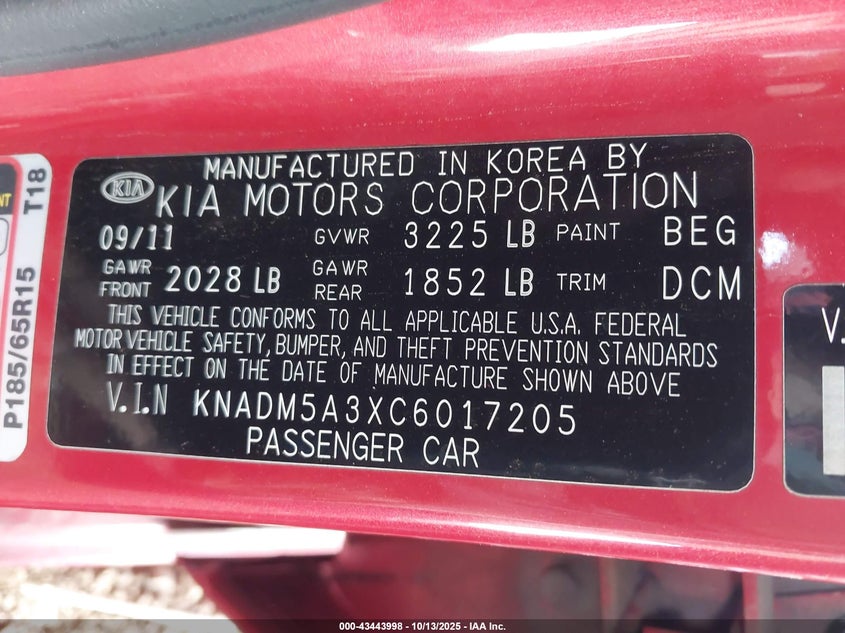 MANUFACTURED IN KOREA BY
KIA
KIA MOTORS CORPORATION
09/11 GVWR 3225 LB PAINT BEG
GAWR FRONT 2028 LB GAWR REAR 1852 LB TRIM DCM
THIS VEHICLE CONFORMS TO ALL APPLICABLE U.S.A. FEDERAL
MOTOR VEHICLE SAFETY, BUMPER, AND THEFT PREVENTION STANDARDS
IN EFFECT ON THE DATE OF MANUFACTURE SHOWN ABOVE
V.I.N KNADM5A3XC6017205
PASSENGER CAR
P185/65R15 T18
V.
000-43443998 | 10/13/2025 - IAA Inc.